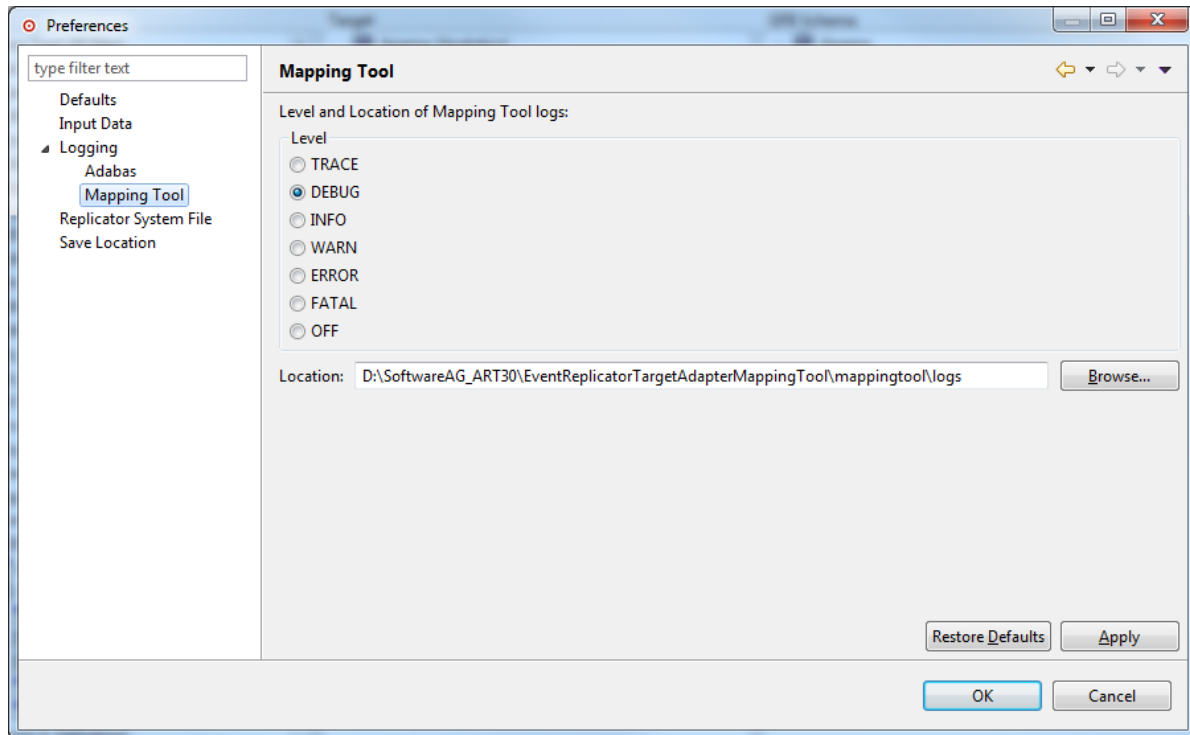 Preferences
type filter text
Defaults
Input Data
Logging
Adabas
Mapping Tool
Replicator System File
Save Location
Mapping Tool
Level and Location of Mapping Tool logs:
Level
TRACE
DEBUG
INFO
WARN
ERROR
FATAL
OFF
Location: D:\SoftwareAG_ART30\EventReplicatorTargetAdapterMappingTool\mappingtool\logs Browse...
Restore Defaults Apply
OK Cancel